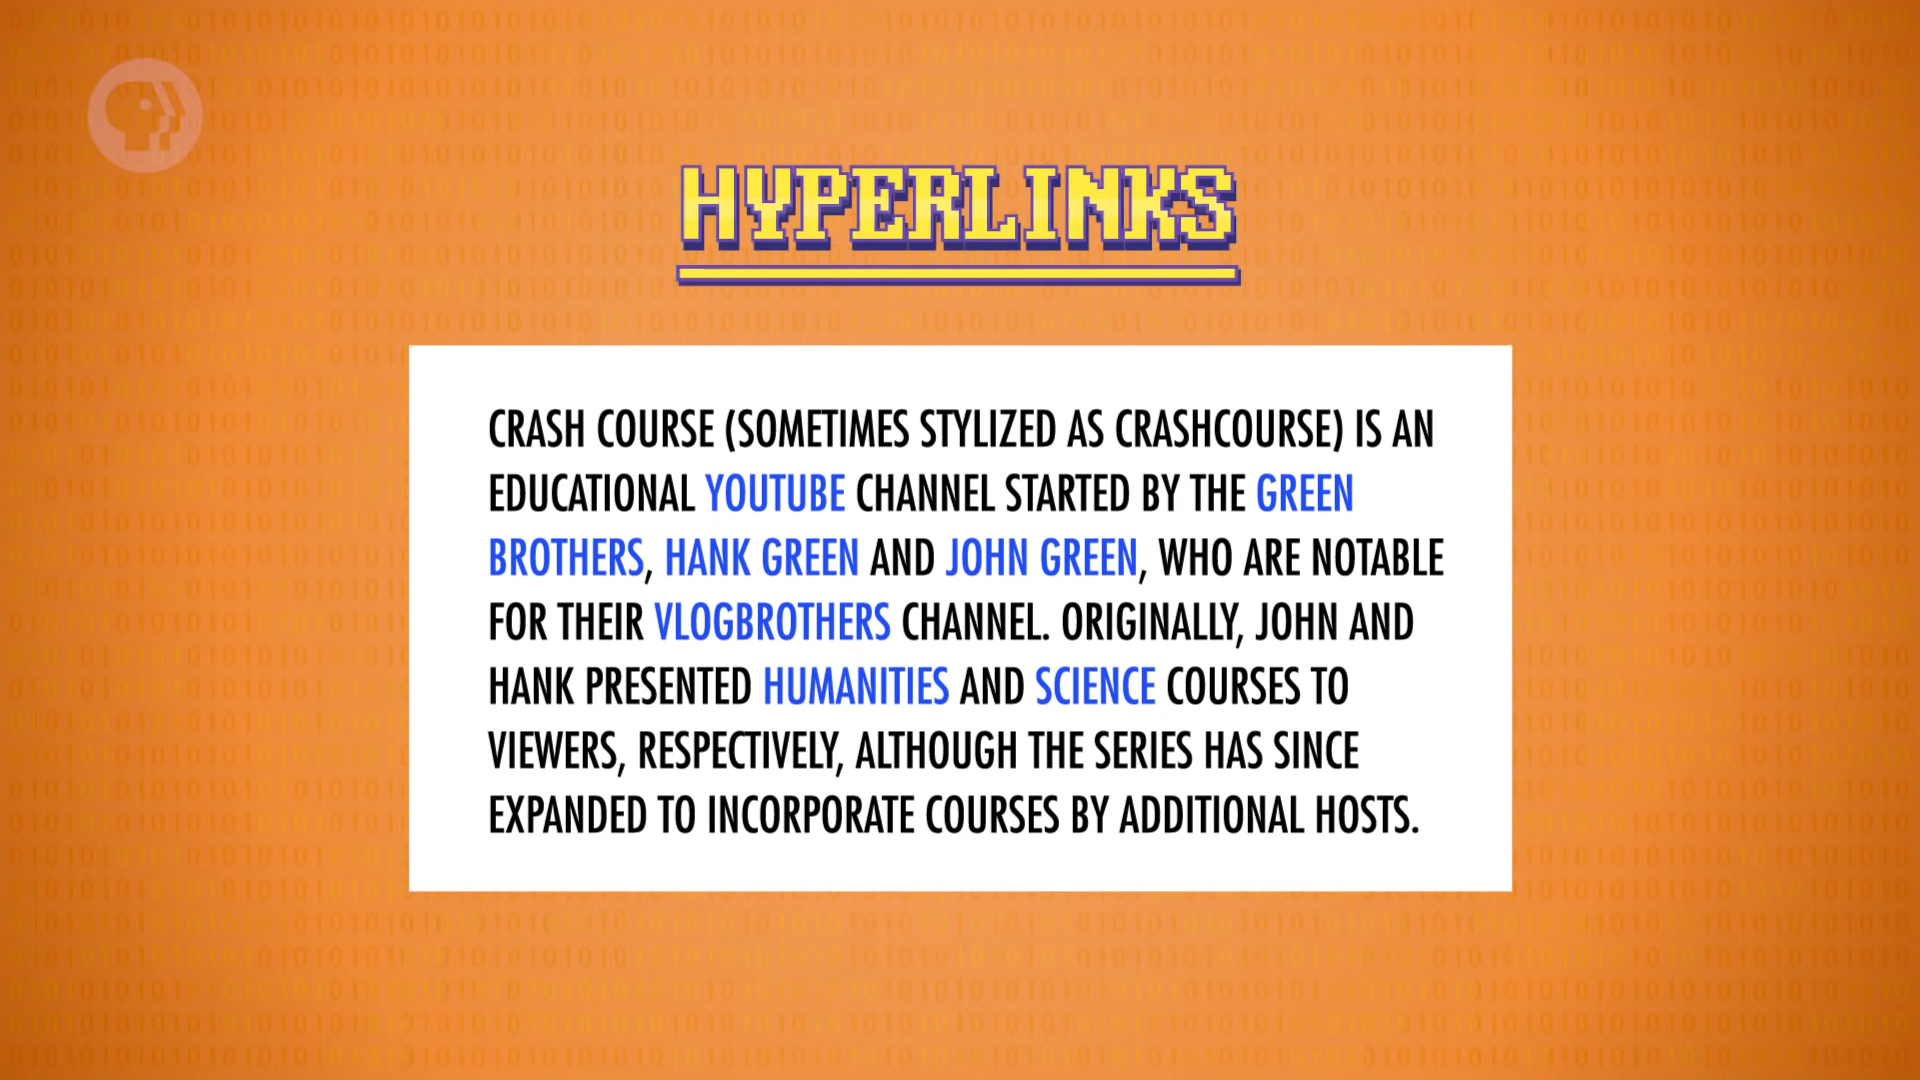 HYPERLINKS
CRASH COURSE (SOMETIMES STYLIZED AS CRASHCOURSE) IS AN
EDUCATIONAL YOUTUBE CHANNEL STARTED BY THE GREEN
BROTHERS, HANK GREEN AND JOHN GREEN, WHO ARE NOTABLE
FOR THEIR VLOGBROTHERS CHANNEL. ORIGINALLY, JOHN AND
HANK PRESENTED HUMANITIES AND SCIENCE COURSES TO
VIEWERS, RESPECTIVELY, ALTHOUGH THE SERIES HAS SINCE
EXPANDED TO INCORPORATE COURSES BY ADDITIONAL HOSTS.